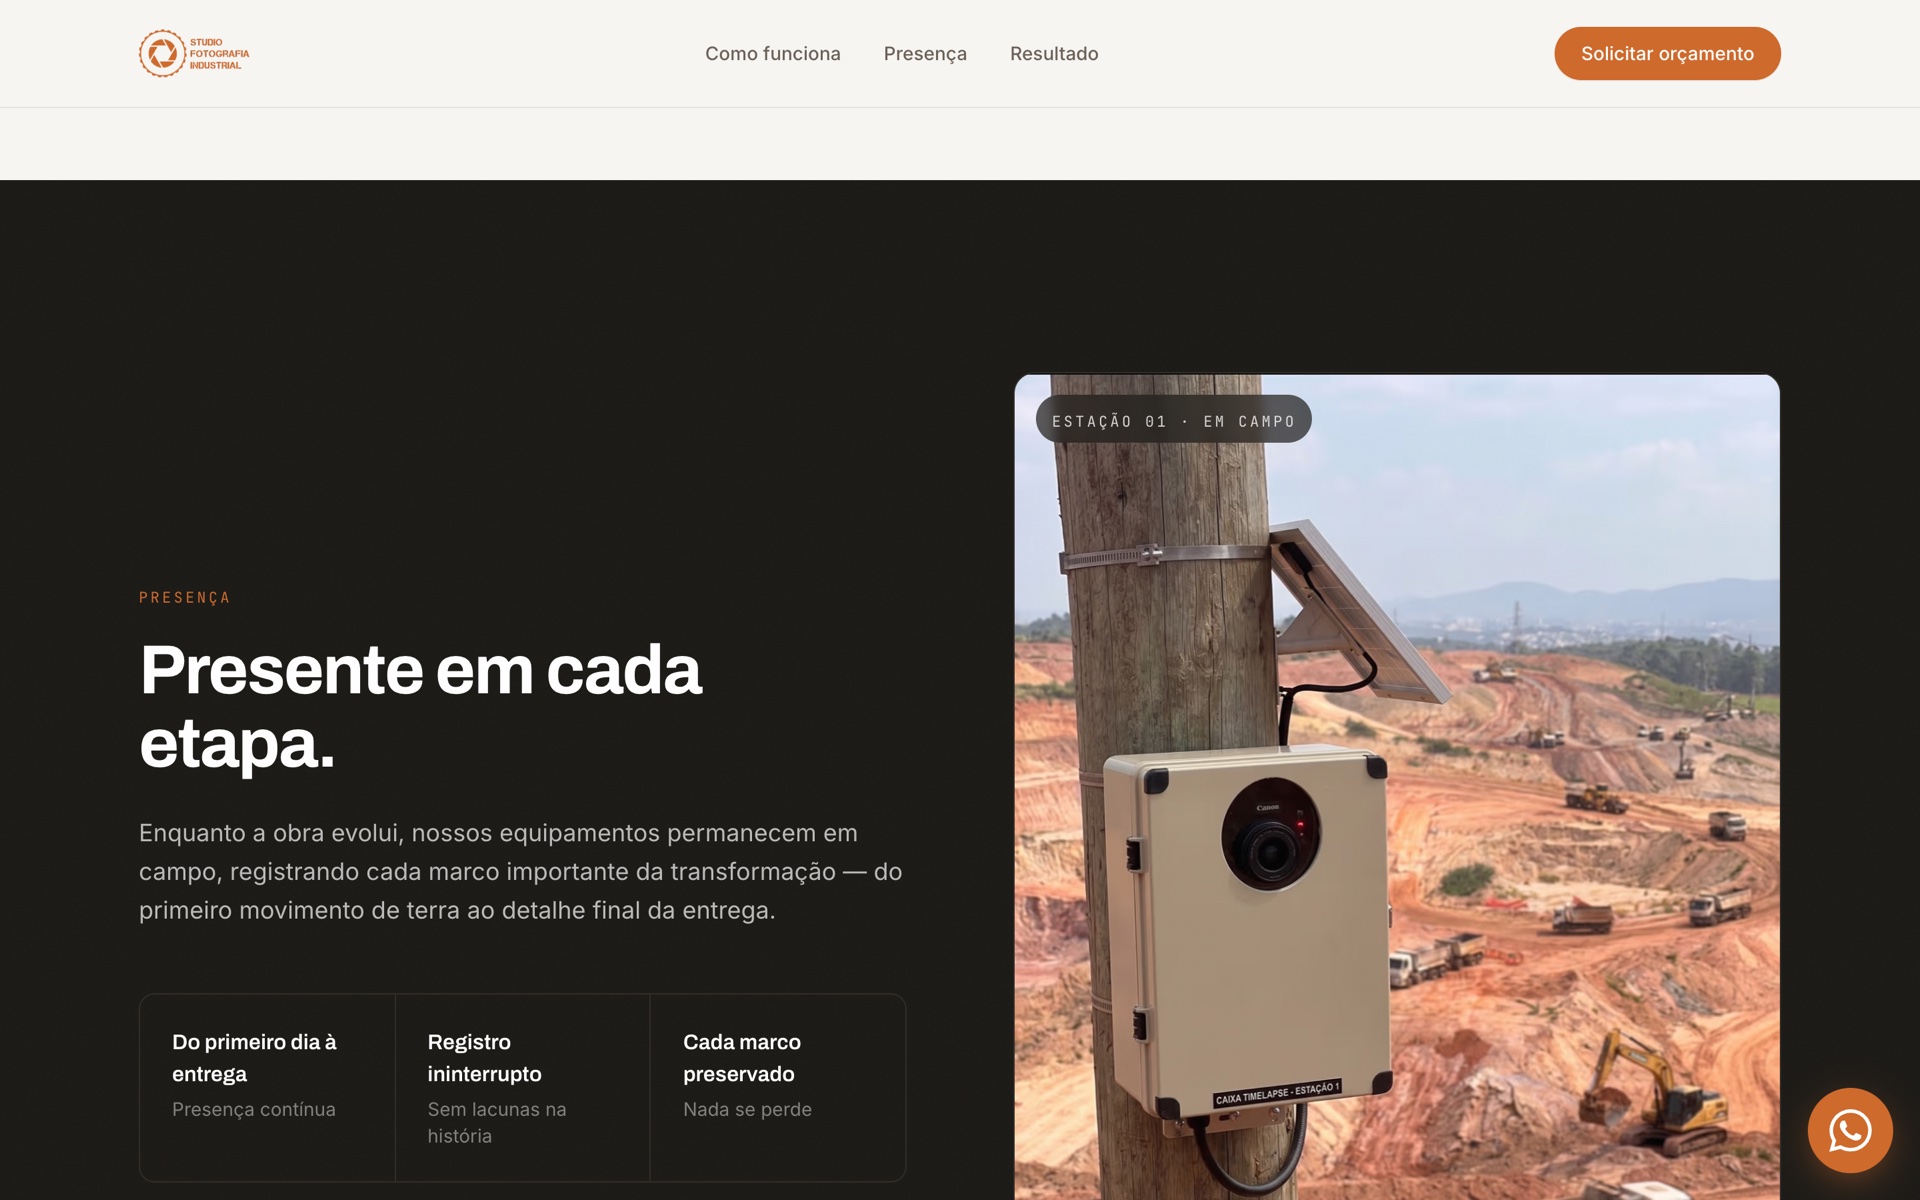 STUDIO
FOTOGRAFIA
INDUSTRIAL
Como funciona
Presença
Resultado
Solicitar orçamento
PRESENÇA
Presente em cada
etapa.
Enquanto a obra evolui, nossos equipamentos permanecem em
campo, registrando cada marco importante da transformação — do
primeiro movimento de terra ao detalhe final da entrega.
Do primeiro dia à
entrega
Presença contínua
Registro
ininterrupto
Sem lacunas na
história
Cada marco
preservado
Nada se perde
ESTAÇÃO 01 · EM CAMPO
Canon
CAIXA TIMELAPSE - ESTAÇÃO 1